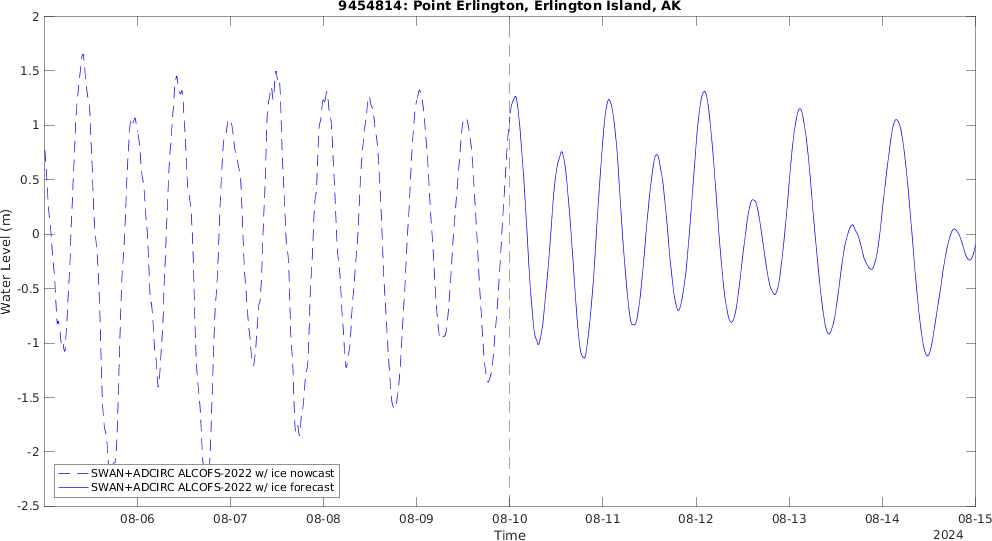 9454814: Point Erlington, Erlington Island, AK
2
1.5
1
0.5
0
-0.5
-1
-1.5
-2
-2.5
Water Level (m)
SWAN+ADCIRC ALCOFS-2022 w/ ice nowcast
SWAN+ADCIRC ALCOFS-2022 w/ ice forecast
08-06 08-07 08-08 08-09 08-10 08-11 08-12 08-13 08-14 08-15
Time
2024